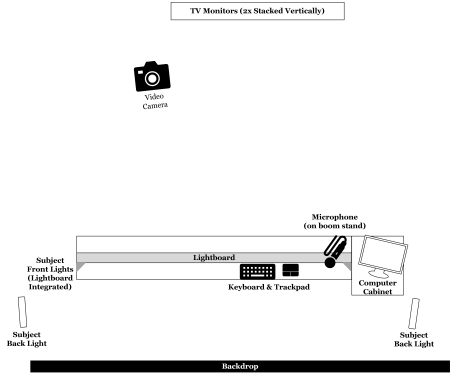 TV Monitors (2x Stacked Vertically)
Video
Camera
Microphone
(on boom stand)
Lightboard
Subject
Front Lights
(Lightboard
Integrated)
Keyboard & Trackpad
Computer
Cabinet
Subject
Back Light
Subject
Back Light
Backdrop